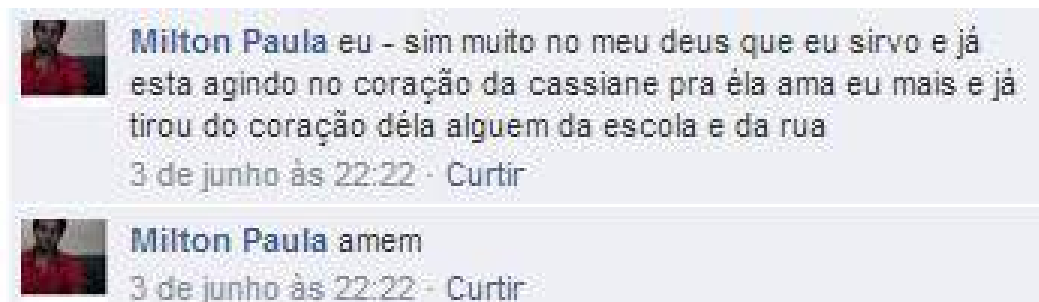 Milton Paula eu - sim muito no meu deus que eu sirvo e já
esta agindo no coração da cassiane pra éla ama eu mais e já
tirou do coração déla alguem da escola e da rua
3 de junho às 22:22 · Curtir
Milton Paula amem
3 de junho às 22:22 · Curtir